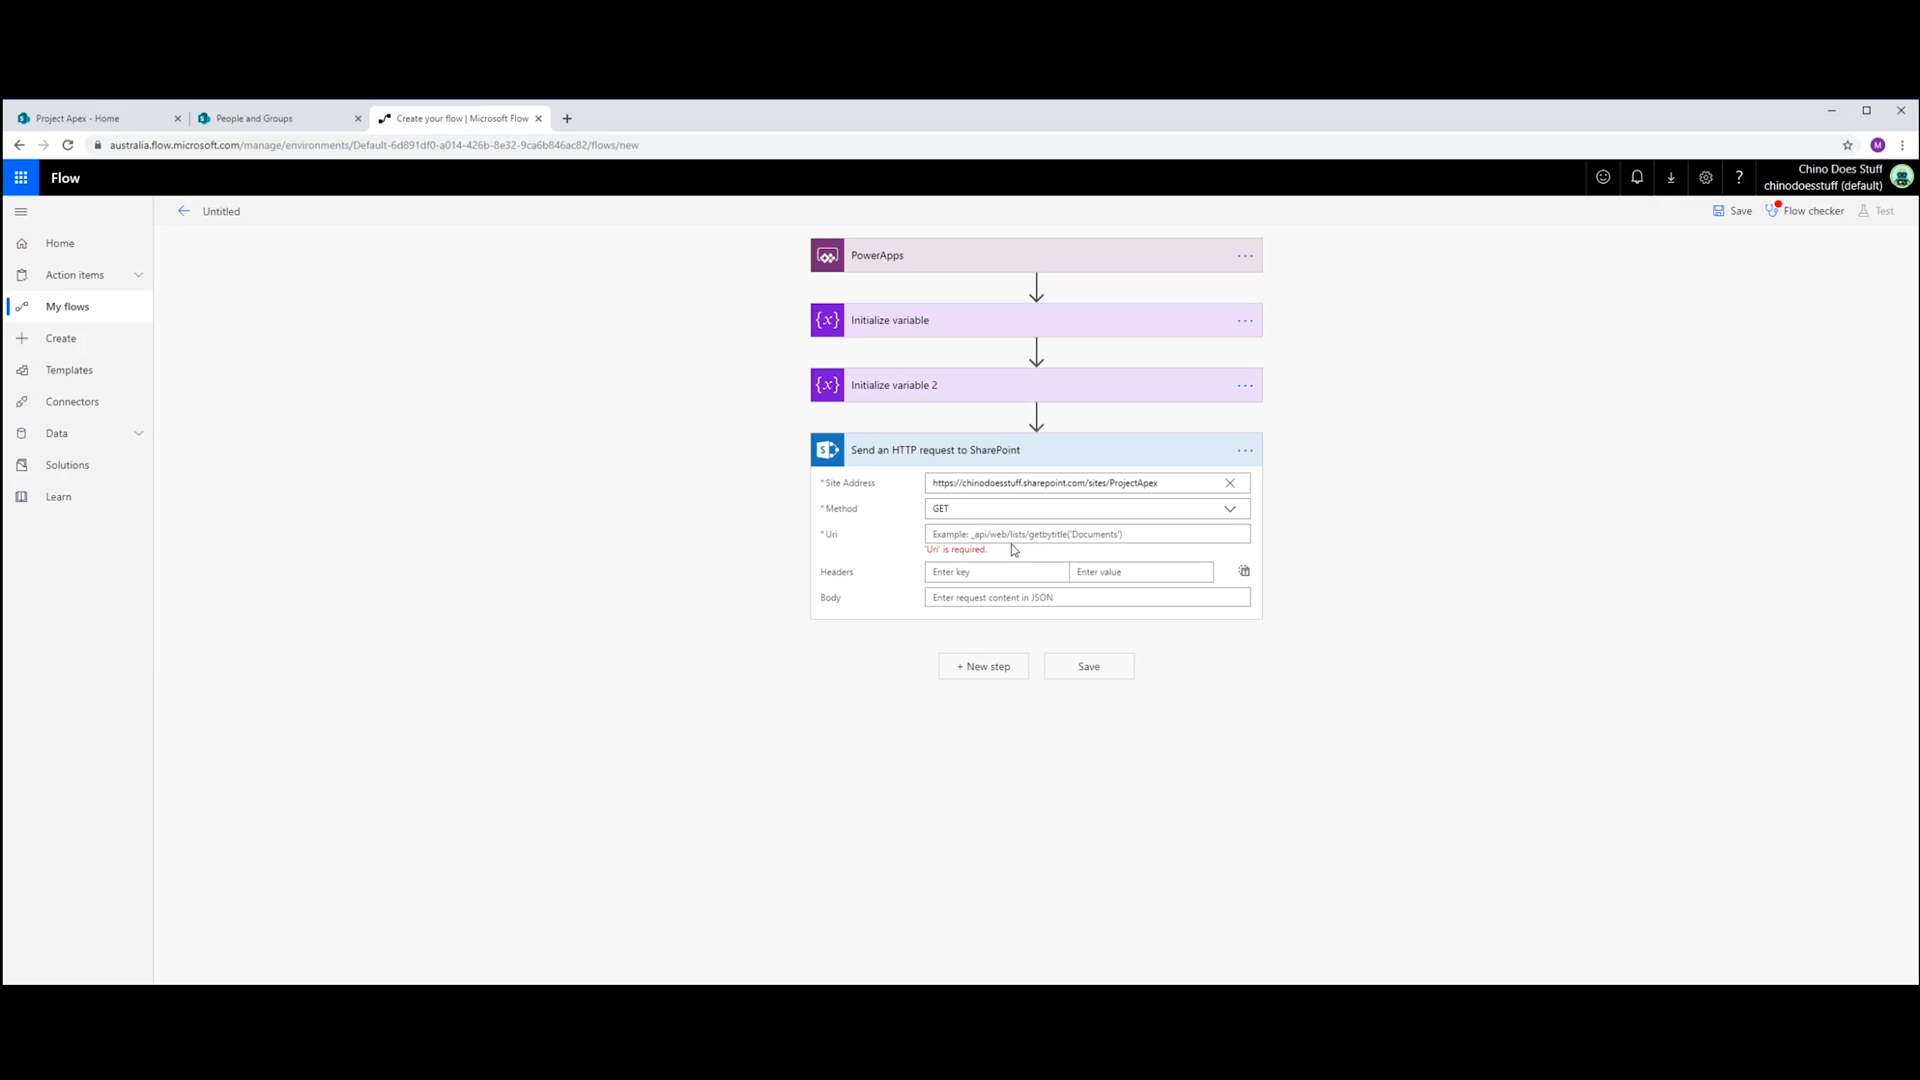 Project Apex - Home
People and Groups
Create your flow | Microsoft Flow
australia.flow.microsoft.com/manage/environments/Default-6d891df0-a014-426b-8e32-9ca6b846ac82/flows/new
M
Flow
?
Chino Does Stuff
chinodoesstuff (default)
Untitled
Save
Flow checker
Test
Home
Action items
My flows
Create
Templates
Connectors
Data
Solutions
Learn
PowerApps
{x} Initialize variable
{x} Initialize variable 2
S Send an HTTP request to SharePoint
* Site Address https://chinodoesstuff.sharepoint.com/sites/ProjectApex
* Method GET
* Uri Example: _api/web/lists/getbytitle('Documents')
'Uri' is required.
Headers Enter key Enter value
Body Enter request content in JSON
+ New step Save